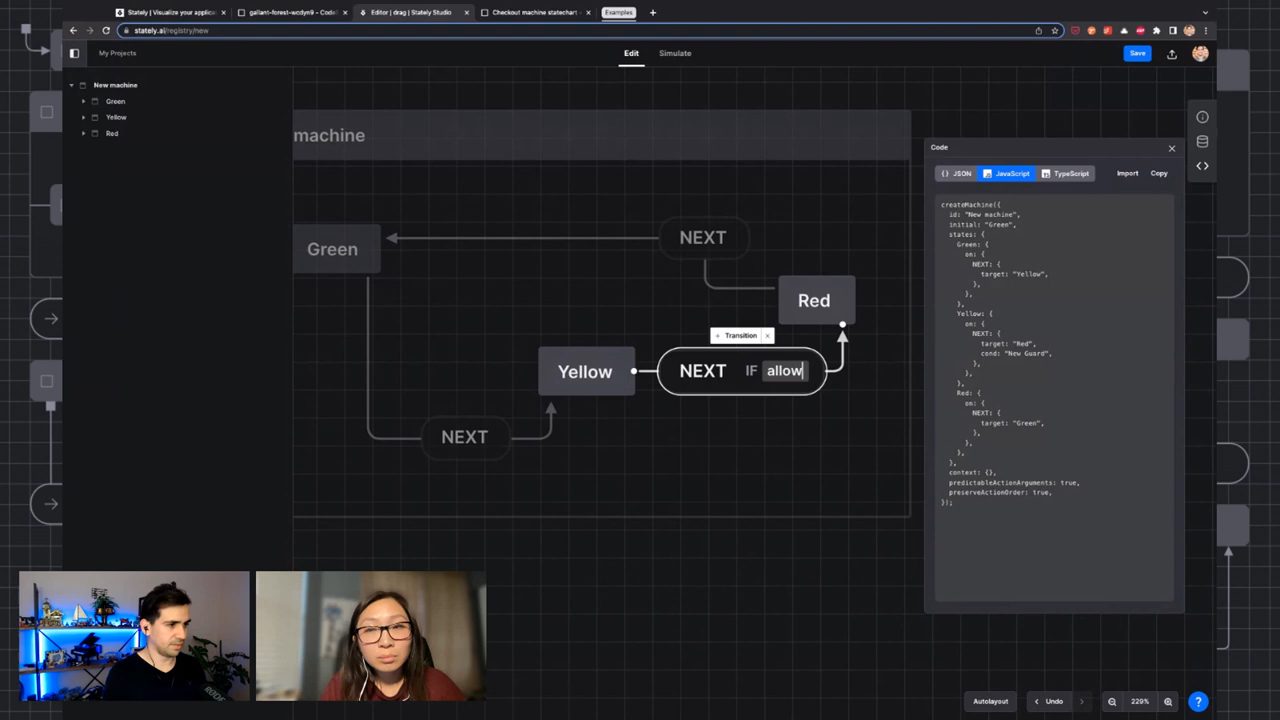 Stately | Visualize your applica
gallant-forest-wcdyn9 - Code
Editor | drag | Stately Studio
Checkout machine statechart -
Examples
stately.ai/registry/new
My Projects
Edit
Simulate
Save
New machine
Green
Yellow
Red
machine
Green
NEXT
Red
Transition
Yellow
NEXT IF allow
NEXT
Code
{} JSON
JS JavaScript
TS TypeScript
Import
Copy
createMachine({
id: "New machine",
initial: "Green",
states: {
Green: {
on: {
NEXT: {
target: "Yellow",
},
},
},
Yellow: {
on: {
NEXT: {
target: "Red",
cond: "New Guard",
},
},
},
Red: {
on: {
NEXT: {
target: "Green",
},
},
},
},
context: {},
predictableActionArguments: true,
preserveActionOrder: true,
});
Autolayout
Undo
220%
?
RØDE